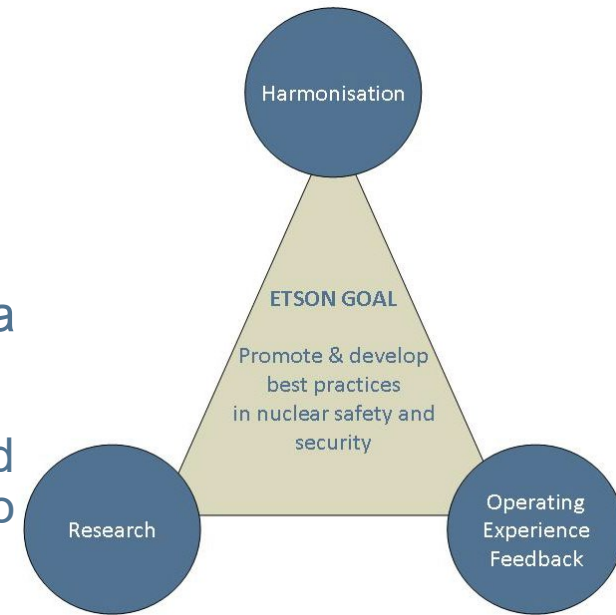 Harmonisation
ETSON GOAL
Promote & develop
best practices
in nuclear safety and
security
Research
Operating
Experience
Feedback